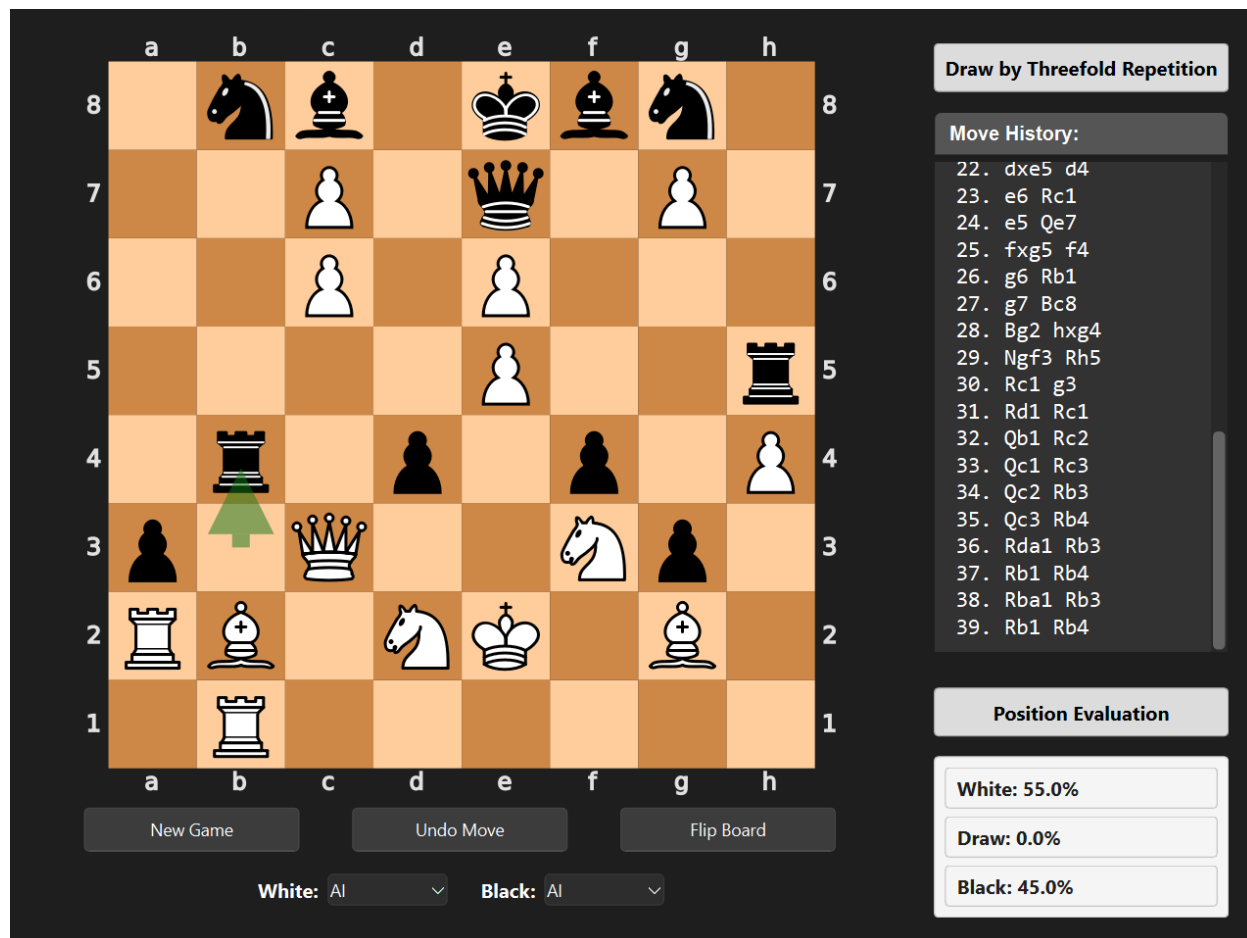 a b c d e f g h
Draw by Threefold Repetition
8 8
Move History:
22. dxe5 d4
7 7
23. e6 Rc1
24. e5 Qe7
25. fxg5 f4
6 6
26. g6 Rb1
27. g7 Bc8
28. Bg2 hxg4
29. Ngf3 Rh5
5 5
30. Rc1 g3
31. Rd1 Rc1
32. Qb1 Rc2
4 4
33. Qc1 Rc3
34. Qc2 Rb3
35. Qc3 Rb4
3 3
36. Rda1 Rb3
37. Rb1 Rb4
38. Rba1 Rb3
39. Rb1 Rb4
2 2
Position Evaluation
1 1
a b c d e f g h
White: 55.0%
New Game Undo Move Flip Board
Draw: 0.0%
White: AI Black: AI
Black: 45.0%